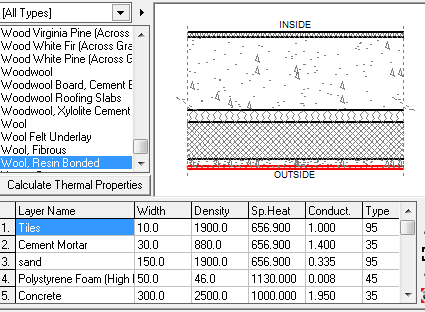 [All Types]
Wood Virginia Pine (Across
Wood White Fir (Across Gra
Wood White Pine (Across G
Woodwool
Woodwool Board, Cement B
Woodwool Roofing Slabs
Woodwool, Xylolite Cement
Wool
Wool Felt Underlay
Wool, Fibrous
Wool, Resin Bonded
Calculate Thermal Properties
INSIDE
OUTSIDE
Layer Name Width Density Sp.Heat Conduct. Type
1. Tiles 10.0 1900.0 656.900 1.000 95
2. Cement Mortar 30.0 880.0 656.900 1.400 35
3. sand 150.0 1900.0 656.900 0.335 95
4. Polystyrene Foam (High I 50.0 46.0 1130.000 0.008 45
5. Concrete 300.0 2500.0 1000.000 1.950 35